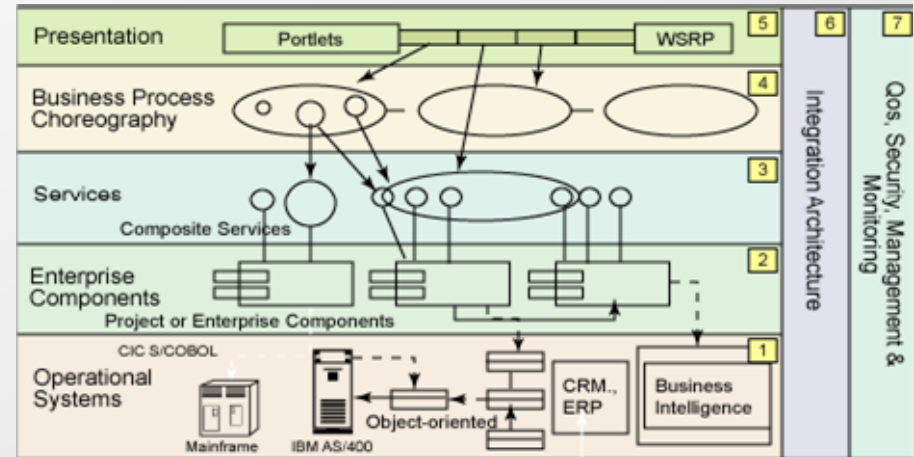 Presentation
Portlets
WSRP
5
Business Process
Choreography
4
Services
Composite Services
3
Enterprise
Components
Project or Enterprise Components
2
CIC S/COBOL
Operational
Systems
Mainframe
IBM AS/400
Object-oriented
CRM.,
ERP
Business
Intelligence
1
6
Integration Architecture
7
Qos, Security, Management &
Monitoring